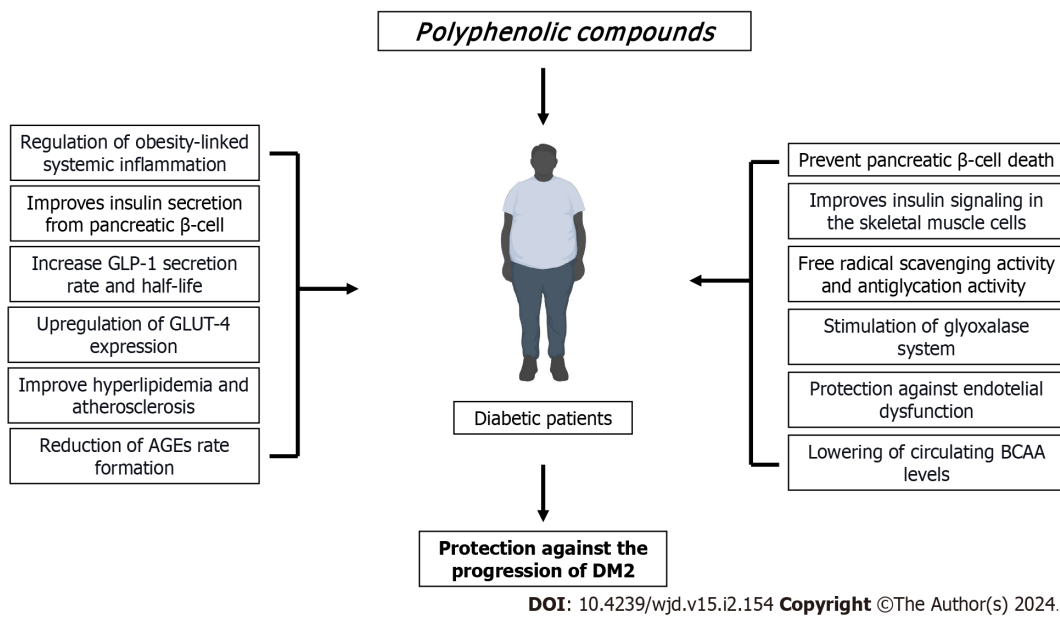 Polyphenolic compounds
Regulation of obesity-linked
systemic inflammation
Improves insulin secretion
from pancreatic β-cell
Increase GLP-1 secretion
rate and half-life
Upregulation of GLUT-4
expression
Improve hyperlipidemia and
atherosclerosis
Reduction of AGEs rate
formation
Prevent pancreatic β-cell death
Improves insulin signaling in
the skeletal muscle cells
Free radical scavenging activity
and antiglycation activity
Stimulation of glyoxalase
system
Protection against endotelial
dysfunction
Lowering of circulating BCAA
levels
Diabetic patients
Protection against the
progression of DM2
DOI: 10.4239/wjd.v15.i2.154 Copyright ©The Author(s) 2024.